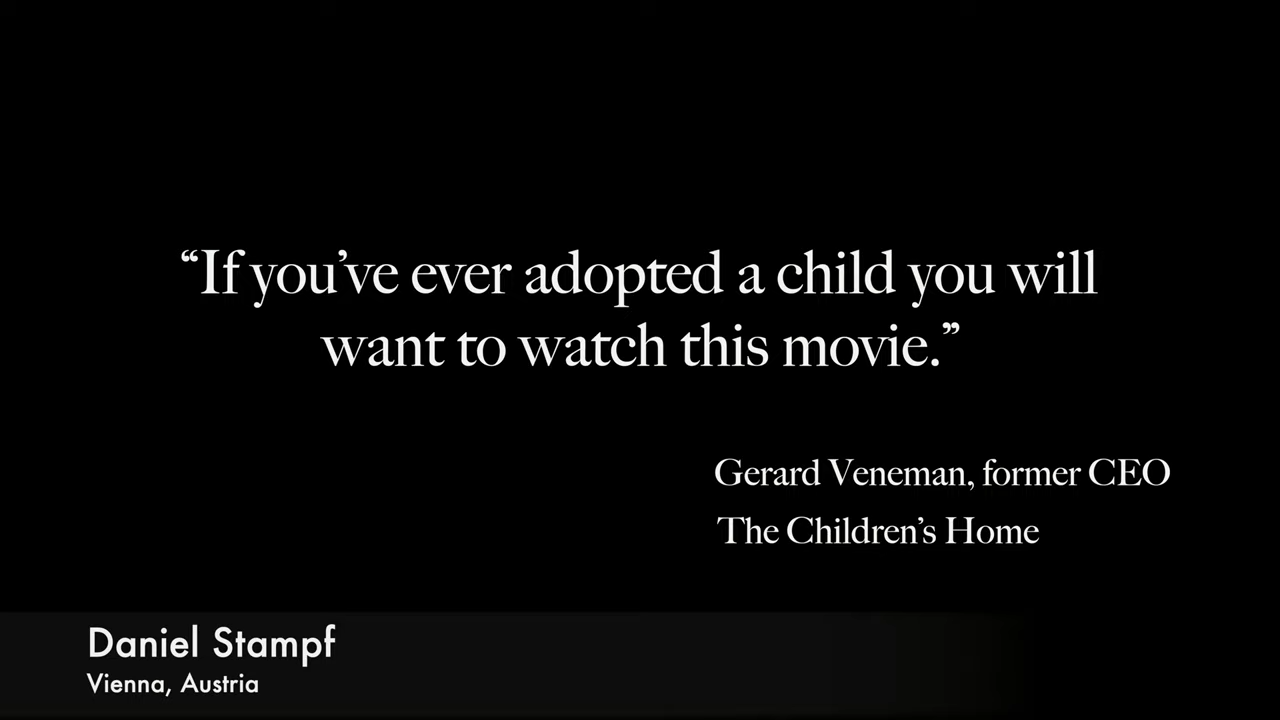 “If you’ve ever adopted a child you will
want to watch this movie.”
Gerard Veneman, former CEO
The Children’s Home
Daniel Stampf
Vienna, Austria